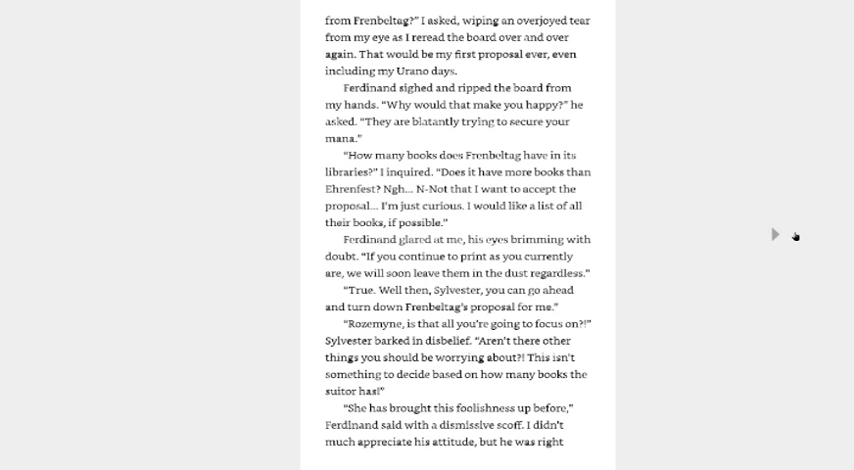 from Frenbeltag?” I asked, wiping an overjoyed tear
from my eye as I reread the board over and over
again. That would be my first proposal ever, even
including my Urano days.
Ferdinand sighed and ripped the board from
my hands. “Why would that make you happy?” he
asked. “They are blatantly trying to secure your
mana.”
“How many books does Frenbeltag have in its
libraries?” I inquired. “Does it have more books than
Ehrenfest? Ngh... N-Not that I want to accept the
proposal... I'm just curious. I would like a list of all
their books, if possible.”
Ferdinand glared at me, his eyes brimming with
doubt. “If you continue to print as you currently
are, we will soon leave them in the dust regardless.”
“True. Well then, Sylvester, you can go ahead
and turn down Frenbeltag's proposal for me.”
“Rozemyne, is that all you're going to focus on?!”
Sylvester barked in disbelief. “Aren't there other
things you should be worrying about?! This isn't
something to decide based on how many books the
suitor has!”
“She has brought this foolishness up before,”
Ferdinand said with a dismissive scoff. I didn't
much appreciate his attitude, but he was right